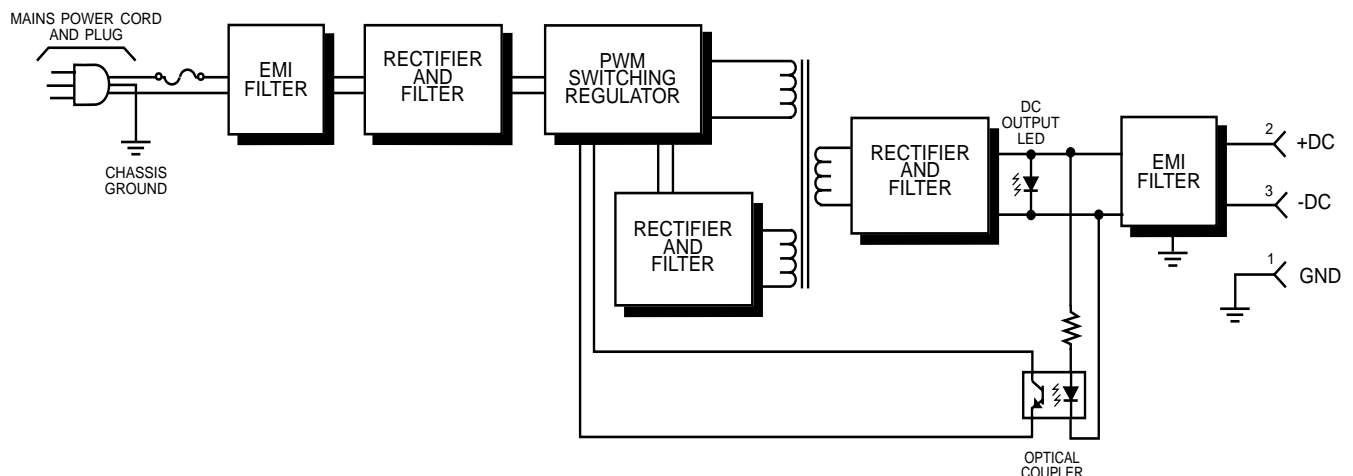 MAINS POWER CORD
AND PLUG
CHASSIS
GROUND
EMI
FILTER
RECTIFIER
AND
FILTER
PWM
SWITCHING
REGULATOR
RECTIFIER
AND
FILTER
RECTIFIER
AND
FILTER
DC
OUTPUT
LED
EMI
FILTER
2
+DC
3
-DC
1
GND
OPTICAL
COUPLER